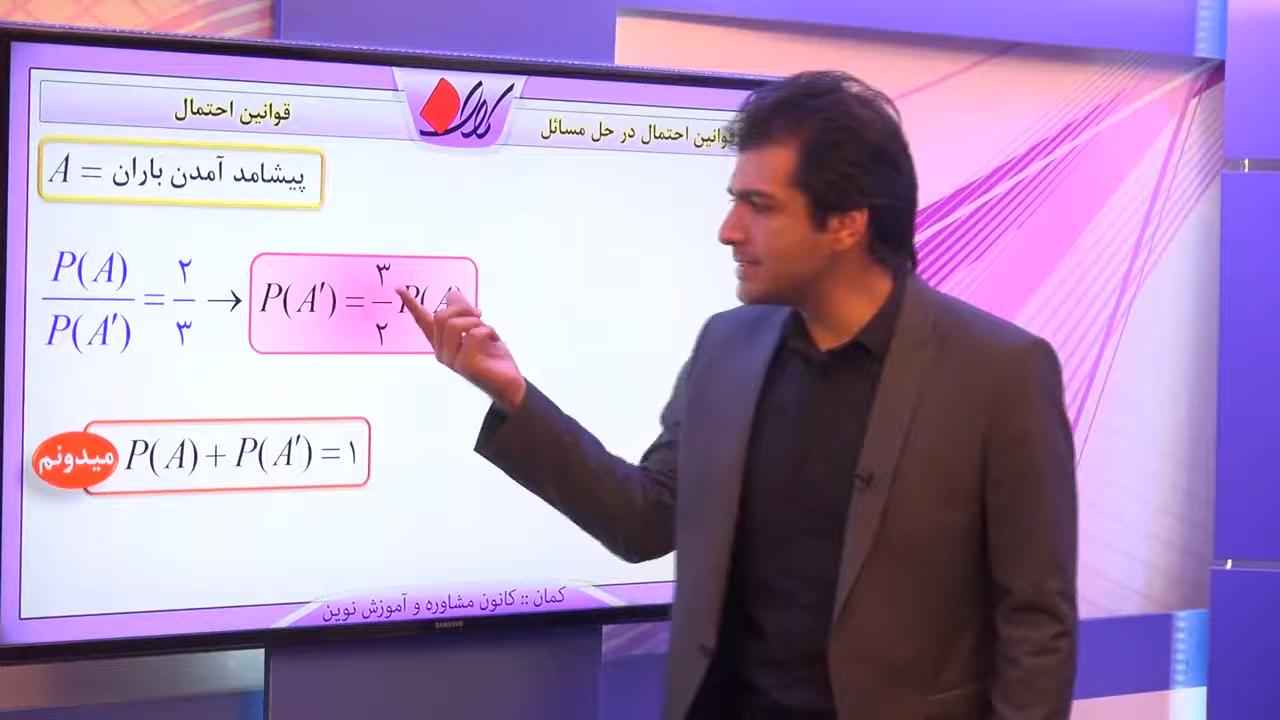 قوانین احتمال در حل مسائل
قوانین احتمال
A = پیشامد آمدن باران
P(A) / P(A′) = ۲ / ۳ → P(A′) = ۳ / ۲ P(A)
میدونم P(A) + P(A′) = ۱
کمان :: کانون مشاوره و آموزش نوین
SAMSUNG